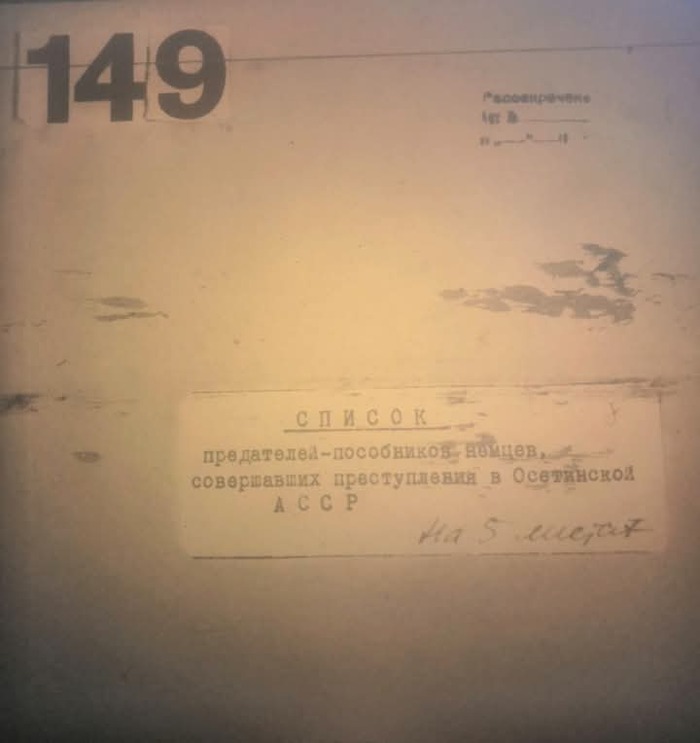 149
Рассекречено
СПИСОК
предателей-пособников немцев,
совершавших преступления в Осетинской
АССР
На 5 листах